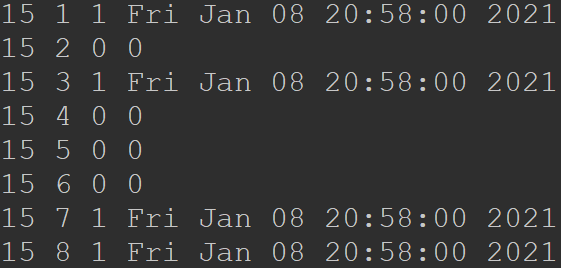 15 1 1 Fri Jan 08 20:58:00 2021
15 2 0 0
15 3 1 Fri Jan 08 20:58:00 2021
15 4 0 0
15 5 0 0
15 6 0 0
15 7 1 Fri Jan 08 20:58:00 2021
15 8 1 Fri Jan 08 20:58:00 2021